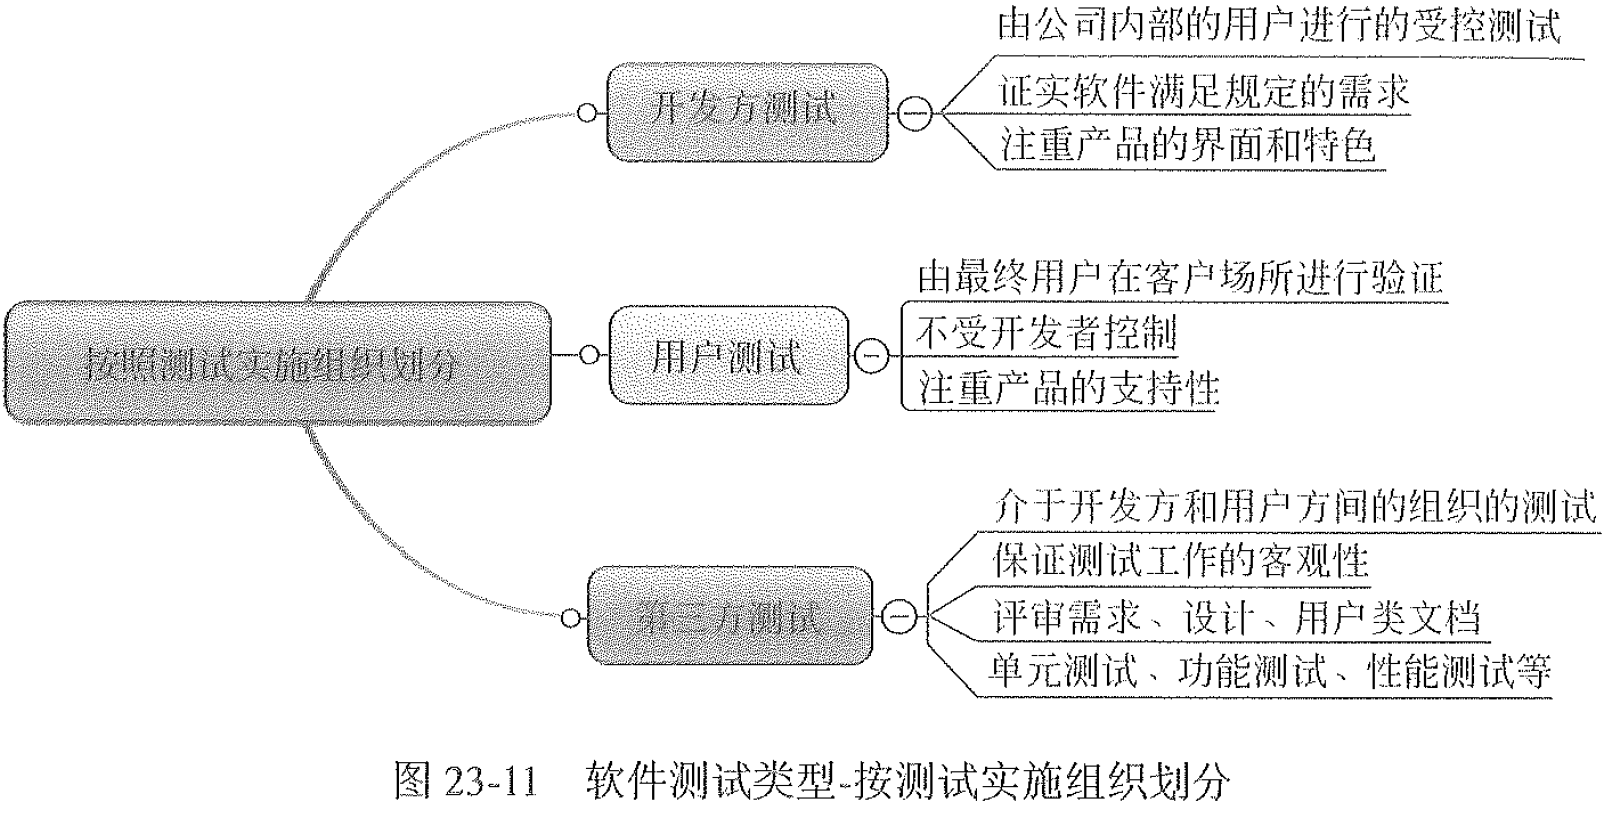 由公司内部的用户进行的受控测试
开发方测试
证实软件满足规定的需求
注重产品的界面和特色
由最终用户在客户场所进行验证
按照测试实施组织划分
用户测试
不受开发者控制
注重产品的支持性
介于开发方和用户方间的组织的测试
保证测试工作的客观性
第三方测试
评审需求、设计、用户类文档
单元测试、功能测试、性能测试等
图 23-11 软件测试类型-按测试实施组织划分